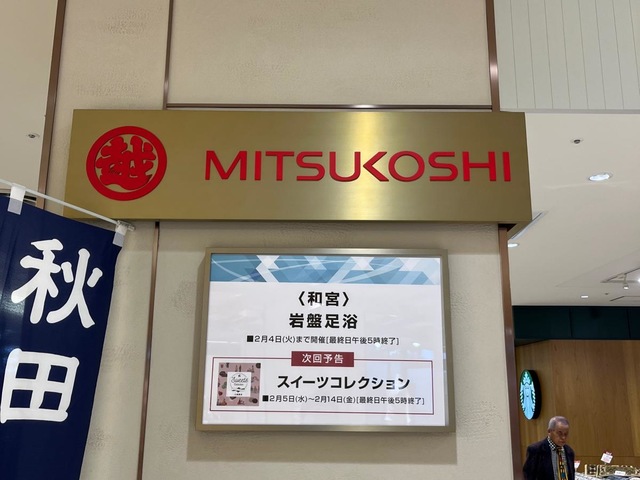 越 MITSUKOSHI
秋田
〈和宮〉
岩盤足浴
■2月4日(火)まで開催[最終日午後5時終了]
次回予告
Sweets
スイーツコレクション
■2月5日(水)～2月14日(金)[最終日午後5時終了]